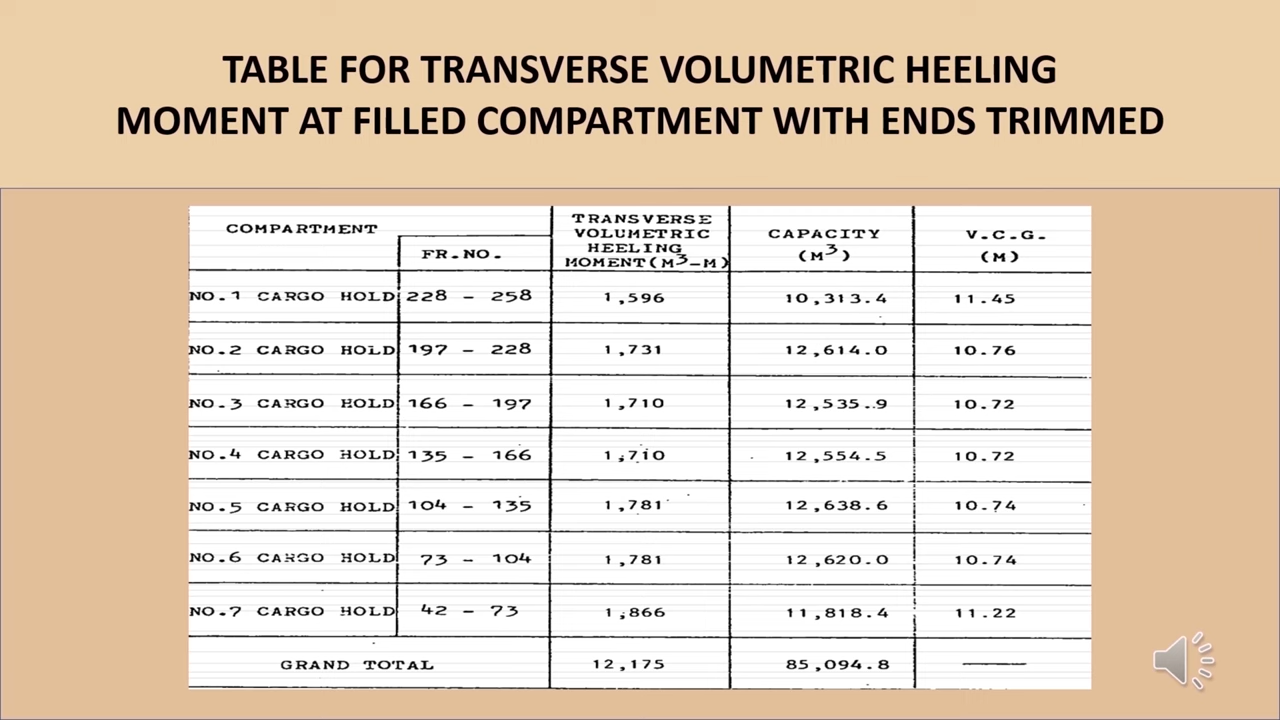 TABLE FOR TRANSVERSE VOLUMETRIC HEELING
MOMENT AT FILLED COMPARTMENT WITH ENDS TRIMMED
COMPARTMENT
FR.NO.
TRANSVERSE
VOLUMETRIC
HEELING
MOMENT(M³-M)
CAPACITY
(M³)
V.C.G.
(M)
NO.1 CARGO HOLD 228 - 258 1,596 10,313.4 11.45
NO.2 CARGO HOLD 197 - 228 1,731 12,614.0 10.76
NO.3 CARGO HOLD 166 - 197 1,710 12,535.9 10.72
NO.4 CARGO HOLD 135 - 166 1,710 12,554.5 10.72
NO.5 CARGO HOLD 104 - 135 1,781 12,638.6 10.74
NO.6 CARGO HOLD 73 - 104 1,781 12,620.0 10.74
NO.7 CARGO HOLD 42 - 73 1,866 11,818.4 11.22
GRAND TOTAL 12,175 85,094.8 ——